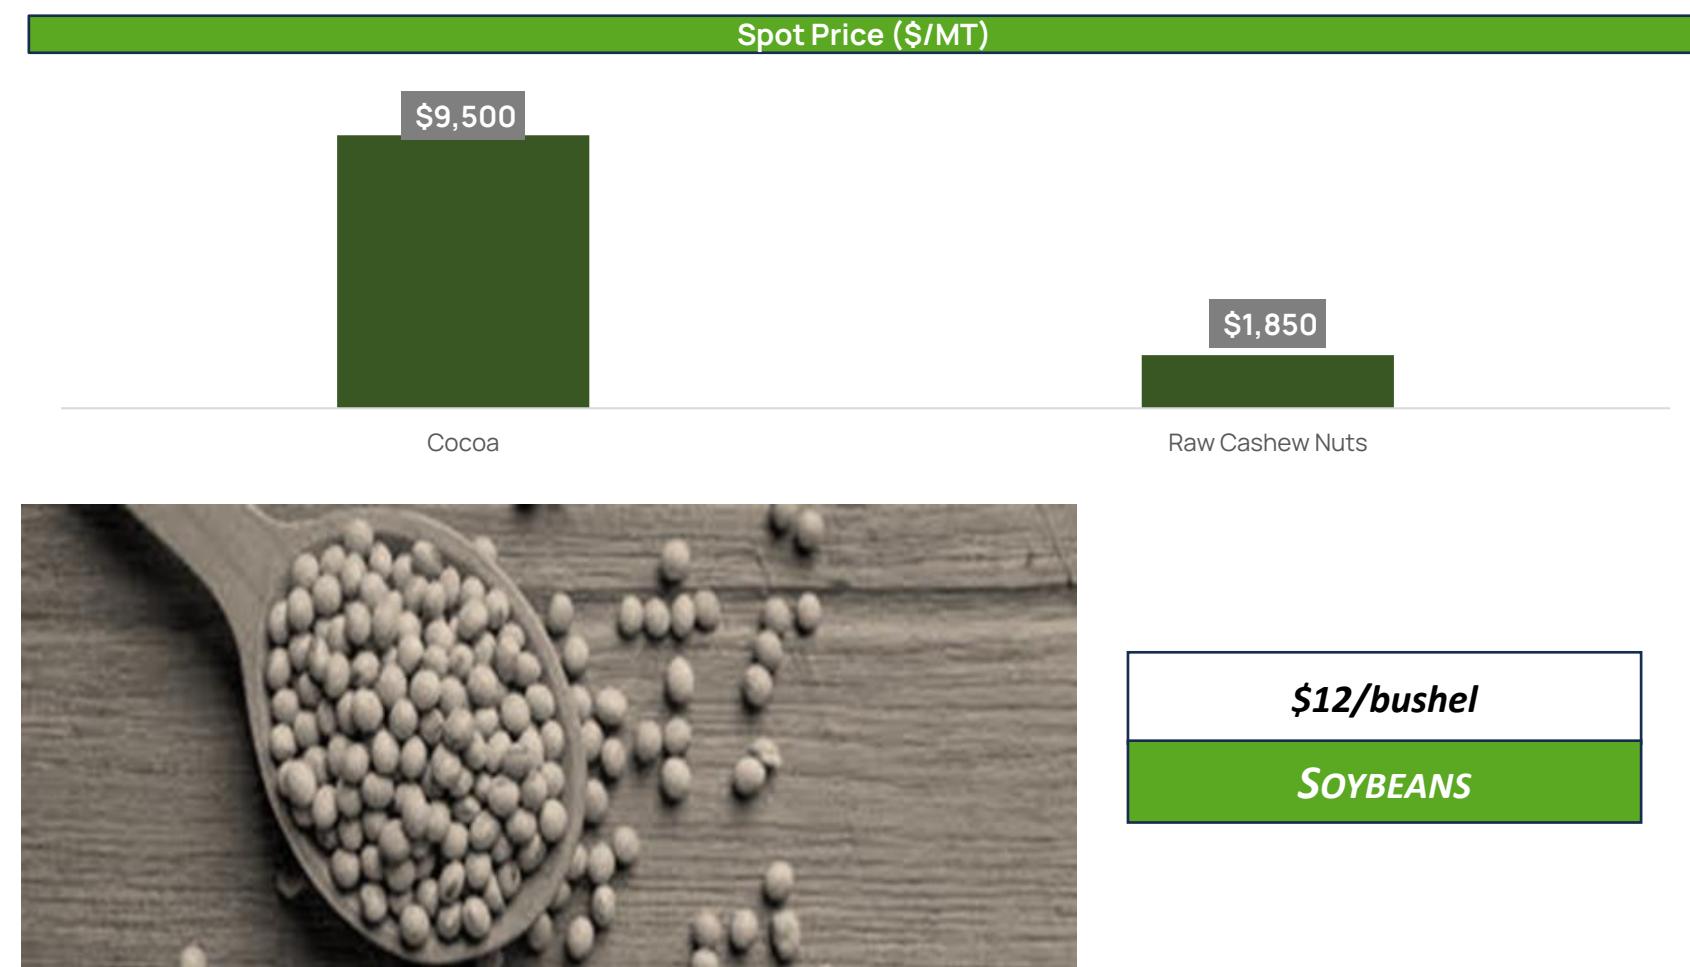 Spot Price ($/MT)
$9,500
$1,850
Cocoa
Raw Cashew Nuts
$12/bushel
SOYBEANS